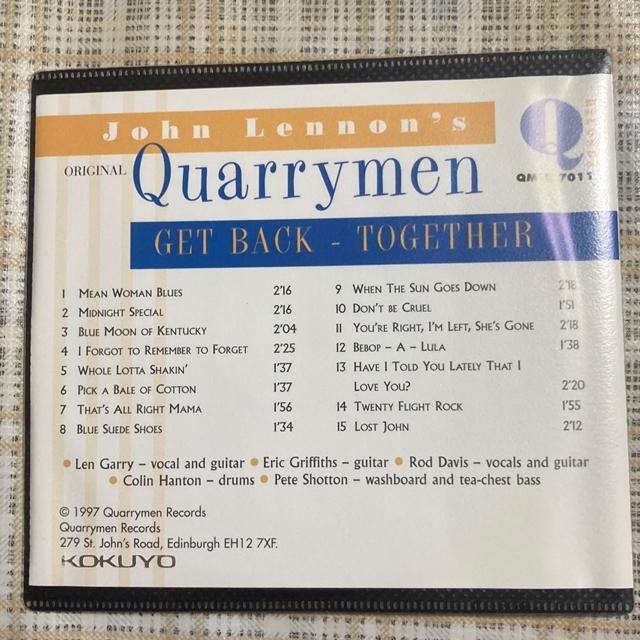 John Lennon's
ORIGINAL Quarrymen
Q
7011
GET BACK - TOGETHER
1 MEAN WOMAN BLUES 2'16
2 MIDNIGHT SPECIAL 2'16
3 BLUE MOON OF KENTUCKY 2'04
4 I FORGOT TO REMEMBER TO FORGET 2'25
5 WHOLE LOTTA SHAKIN' 1'37
6 PICK A BALE OF COTTON 1'37
7 THAT'S ALL RIGHT MAMA 1'56
8 BLUE SUEDE SHOES 1'34
9 WHEN THE SUN GOES DOWN 2'18
10 DON'T BE CRUEL 1'51
11 YOU'RE RIGHT, I'M LEFT, SHE'S GONE 2'18
12 BEBOP – A – LULA 1'38
13 HAVE I TOLD YOU LATELY THAT I
LOVE YOU? 2'20
14 TWENTY FLIGHT ROCK 1'55
15 LOST JOHN 2'12
• Len Garry – vocal and guitar • Eric Griffiths – guitar • Rod Davis – vocals and guitar
• Colin Hanton – drums • Pete Shotton – washboard and tea-chest bass
© 1997 Quarrymen Records
Quarrymen Records
279 St. John's Road, Edinburgh EH12 7XF.
KOKUYO